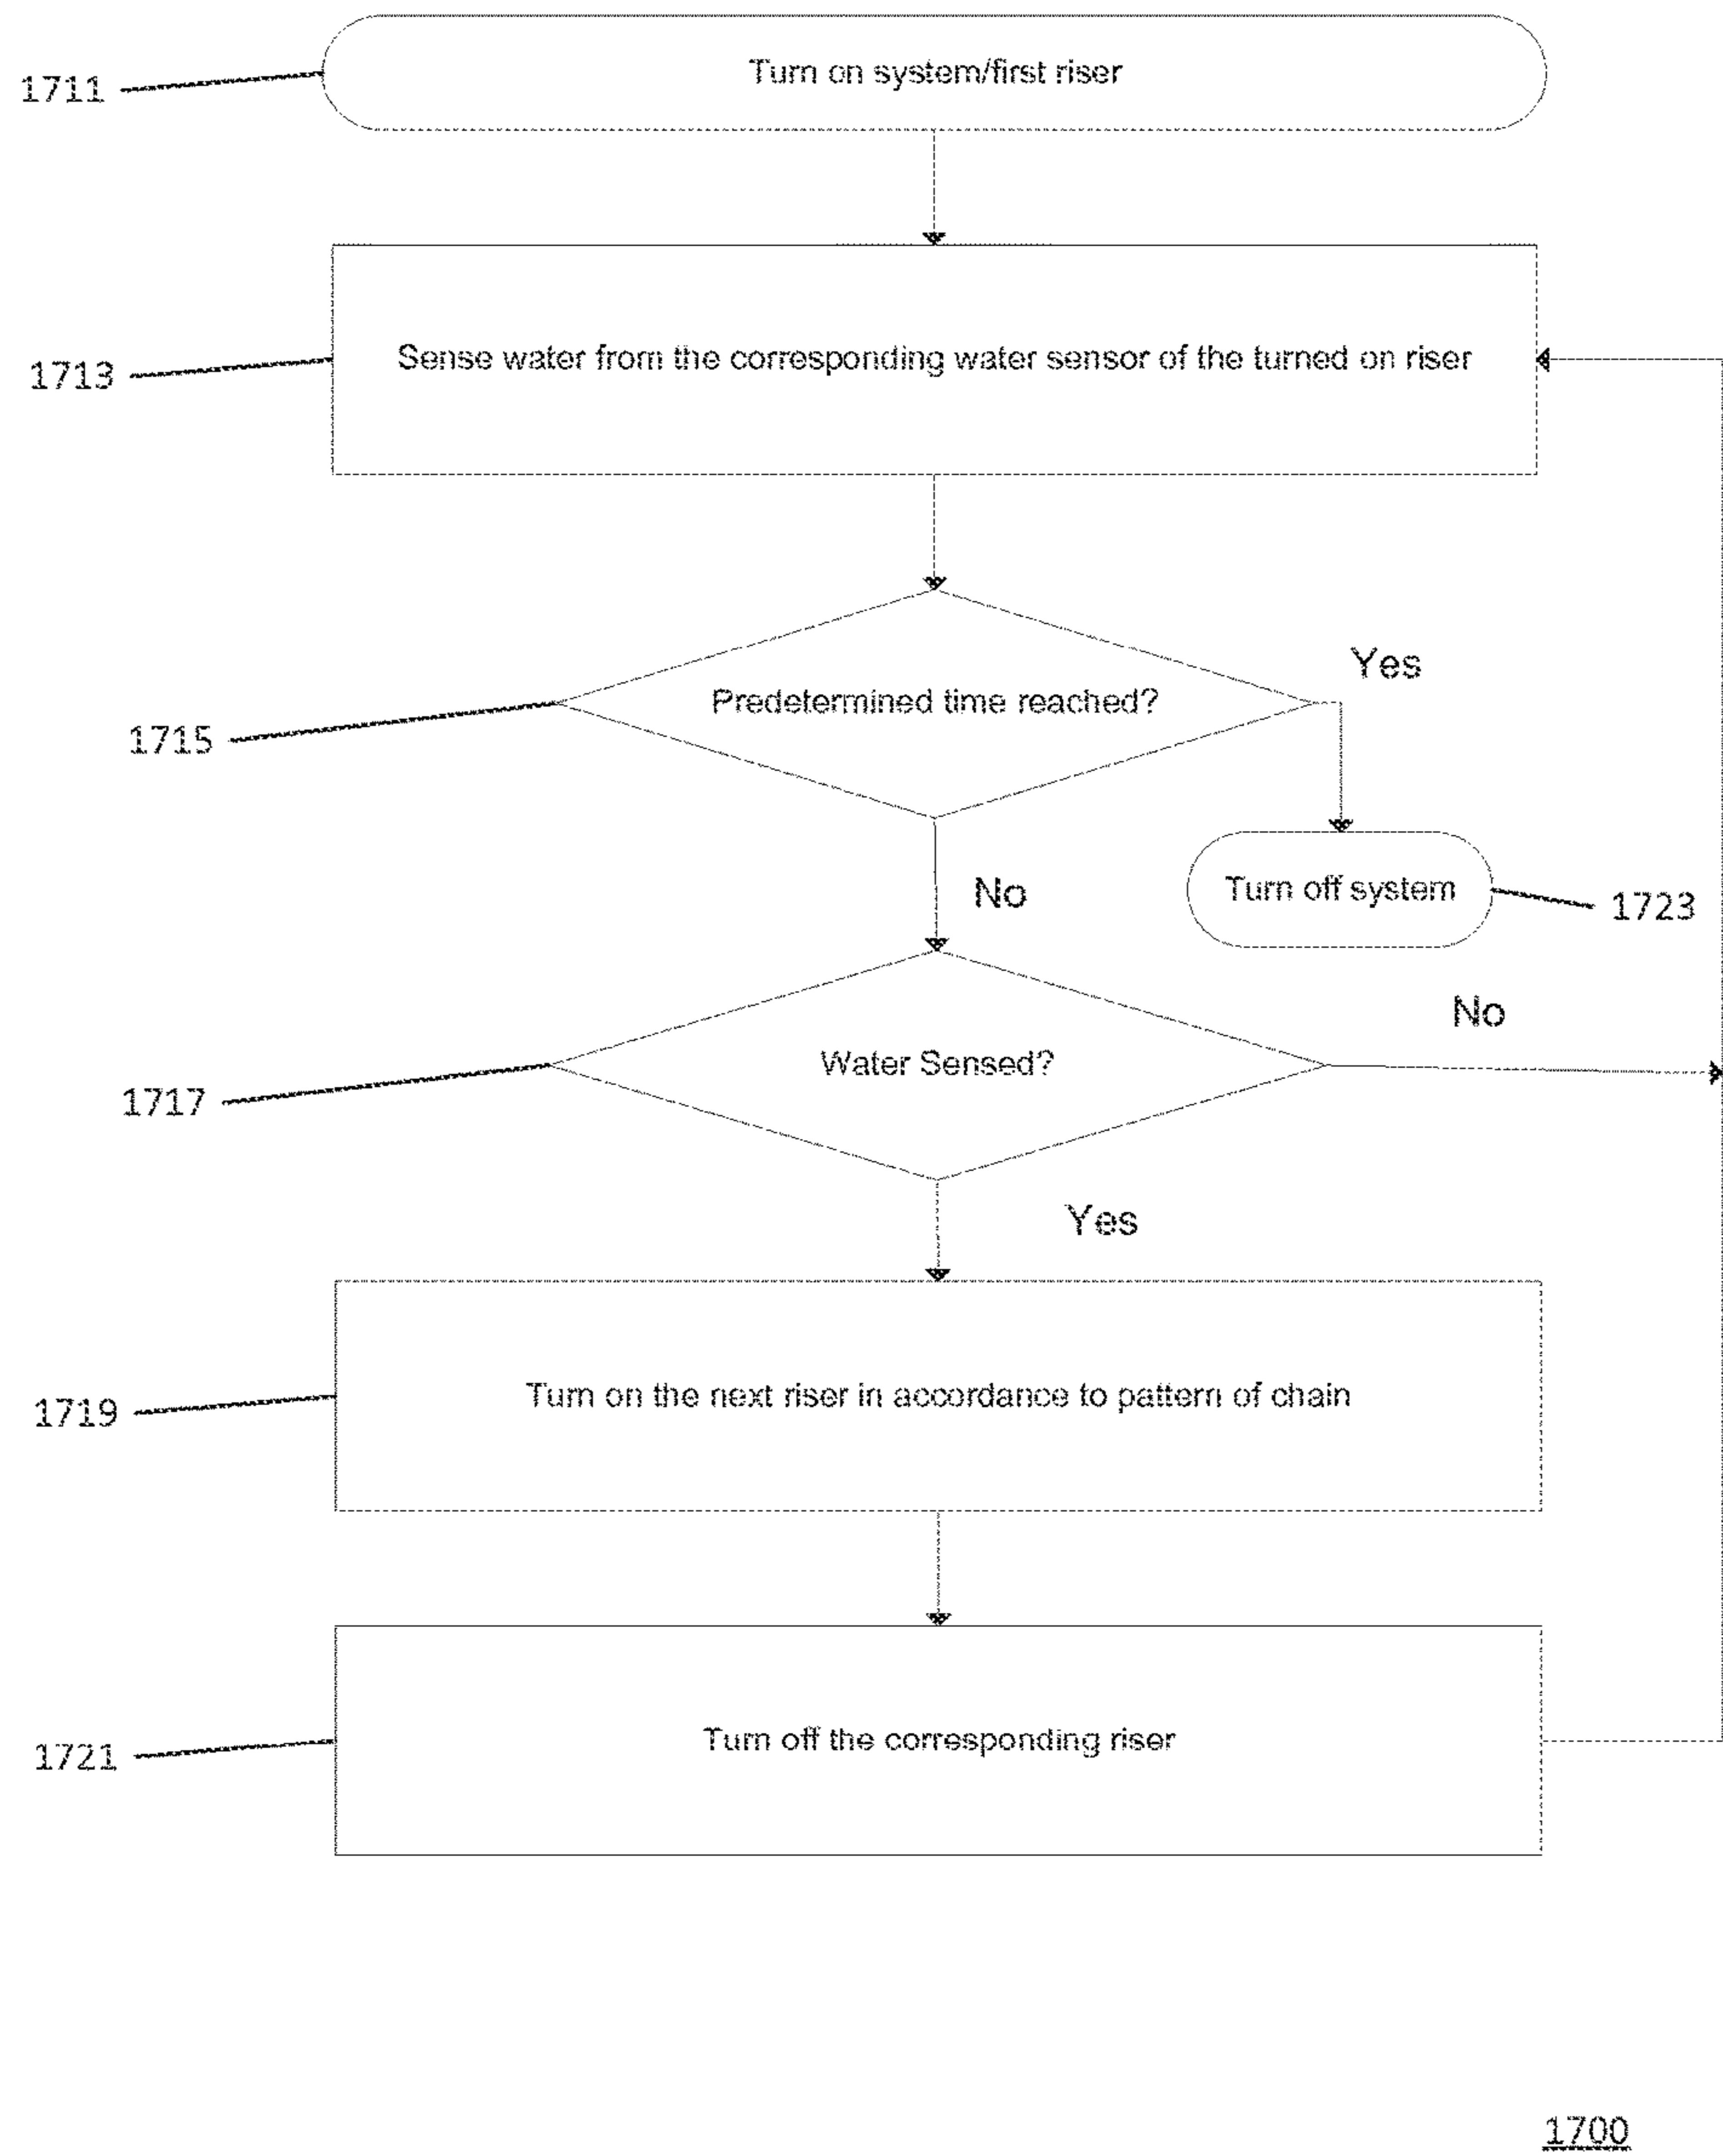 Turn on system/first riser
1711
Sense water from the corresponding water sensor of the turned on riser
1713
Yes
Predetermined time reached?
1715
No
Turn off system
1723
No
Water Sensed?
1717
Yes
Turn on the next riser in accordance to pattern of chain
1719
Turn off the corresponding riser
1721
1700